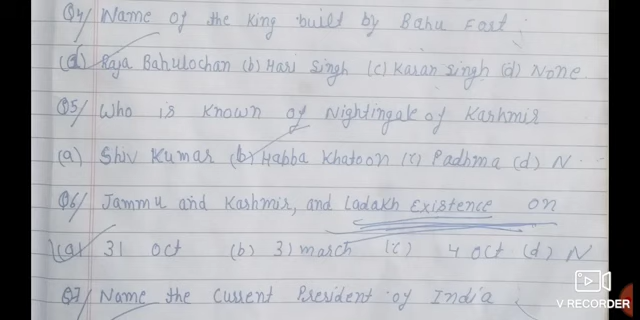 Q4/ Name of the King built by Bahu Fort :
(a) Raja Bahulochan (b) Hari Singh (c) Karan Singh (d) None.
Q5/ Who is known of Nightingale of Kashmir
(a) Shiv Kumar (b) Habba Khatoon (c) Padhma (d) N
Q6/ Jammu and Kashmir, and Ladakh Existence on
(a) 31 Oct (b) 31 march (c) 4 Oct (d) N
Q7/ Name the Current President of India
V RECORDER